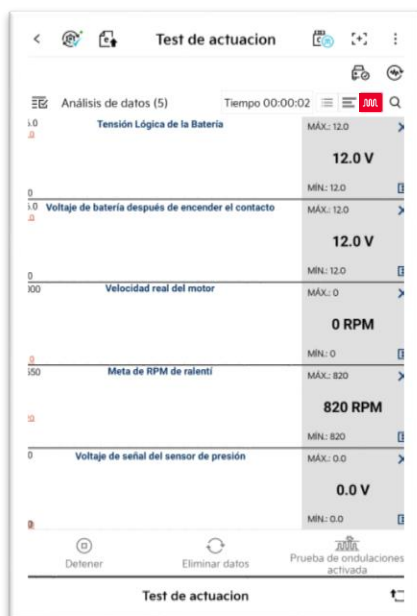 Test de actuacion
Análisis de datos (5)
Tiempo 00:00:02
Tensión Lógica de la Batería
MÁX.: 12.0
12.0 V
MÍN.: 12.0
0
Voltaje de batería después de encender el contacto
MÁX.: 12.0
12.0 V
MÍN.: 12.0
0
Velocidad real del motor
MÁX.: 0
0 RPM
MÍN.: 0
Meta de RPM de ralentí
MÁX.: 820
820 RPM
MÍN.: 820
0
Voltaje de señal del sensor de presión
MÁX.: 0.0
0.0 V
MÍN.: 0.0
Detener
Eliminar datos
Prueba de ondulaciones
activada
Test de actuacion